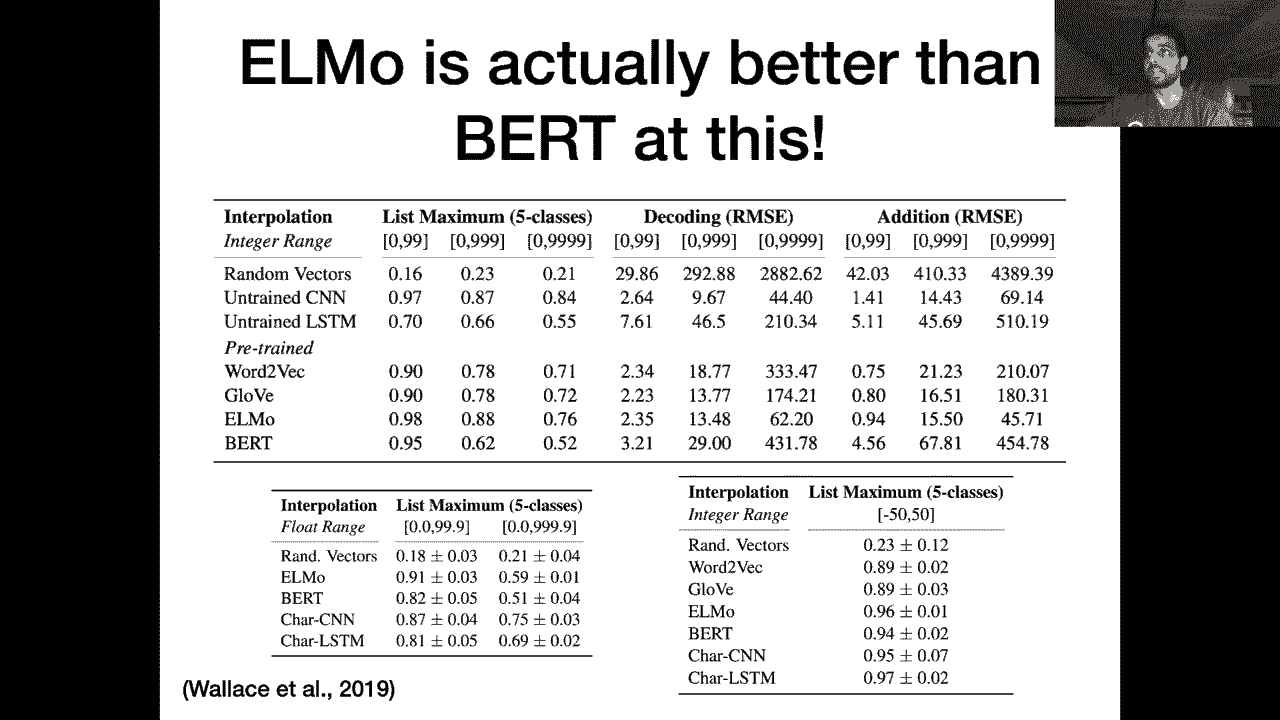 ELMo is actually better than
BERT at this!
Interpolation List Maximum (5-classes) Decoding (RMSE) Addition (RMSE)
Integer Range [0,99] [0,999] [0,9999] [0,99] [0,999] [0,9999] [0,99] [0,999] [0,9999]
Random Vectors 0.16 0.23 0.21 29.86 292.88 2882.62 42.03 410.33 4389.39
Untrained CNN 0.97 0.87 0.84 2.64 9.67 44.40 1.41 14.43 69.14
Untrained LSTM 0.70 0.66 0.55 7.61 46.5 210.34 5.11 45.69 510.19
Pre-trained
Word2Vec 0.90 0.78 0.71 2.34 18.77 333.47 0.75 21.23 210.07
GloVe 0.90 0.78 0.72 2.23 13.77 174.21 0.80 16.51 180.31
ELMo 0.98 0.88 0.76 2.35 13.48 62.20 0.94 15.50 45.71
BERT 0.95 0.62 0.52 3.21 29.00 431.78 4.56 67.81 454.78
Interpolation List Maximum (5-classes)
Float Range [0.0,99.9] [0.0,999.9]
Rand. Vectors 0.18 ± 0.03 0.21 ± 0.04
ELMo 0.91 ± 0.03 0.59 ± 0.01
BERT 0.82 ± 0.05 0.51 ± 0.04
Char-CNN 0.87 ± 0.04 0.75 ± 0.03
Char-LSTM 0.81 ± 0.05 0.69 ± 0.02
Interpolation List Maximum (5-classes)
Integer Range [-50,50]
Rand. Vectors 0.23 ± 0.12
Word2Vec 0.89 ± 0.02
GloVe 0.89 ± 0.03
ELMo 0.96 ± 0.01
BERT 0.94 ± 0.02
Char-CNN 0.95 ± 0.07
Char-LSTM 0.97 ± 0.02
(Wallace et al., 2019)